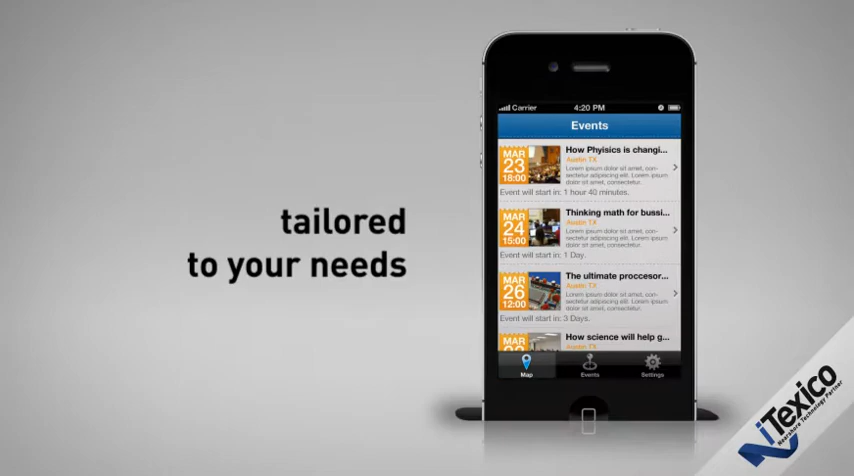 tailored
to your needs
Carrier
4:20 PM
Events
MAR
23
18:00
How Phyisics is changi...
Austin TX
Lorem ipsum dolor sit amet, con-
sectetur adipiscing elit. Lorem ipsum
dolor sit amet, consectetur.
Event will start in: 1 hour 40 minutes.
MAR
24
15:00
Thinking math for bussi...
Austin TX
Lorem ipsum dolor sit amet, con-
sectetur adipiscing elit. Lorem ipsum
dolor sit amet, consectetur.
Event will start in: 1 Day.
MAR
26
12:00
The ultimate proccesor...
Austin TX
Lorem ipsum dolor sit amet, con-
sectetur adipiscing elit. Lorem ipsum
dolor sit amet, consectetur.
Event will start in: 3 Days.
MAR
How science will help g...
Austin TX
Map
Events
Settings
iTexico
Nearshore Technology Partner